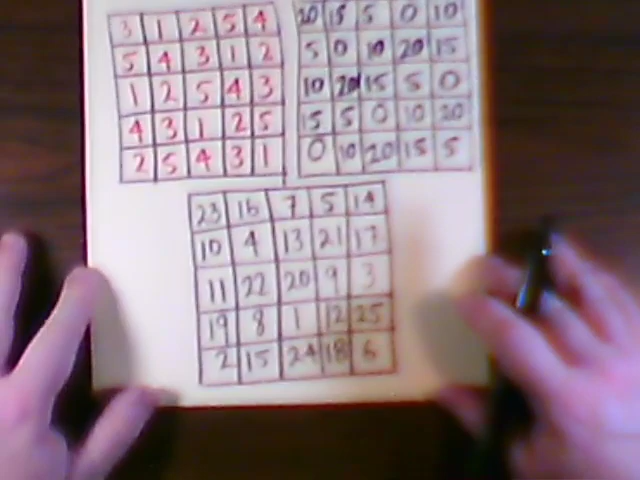 3 1 2 5 4
5 4 3 1 2
1 2 5 4 3
4 3 1 2 5
2 5 4 3 1
20 15 5 0 10
5 0 10 20 15
10 20 15 5 0
15 5 0 10 20
0 10 20 15 5
23 16 7 5 14
10 4 13 21 17
11 22 20 9 3
19 8 1 12 25
2 15 24 18 6